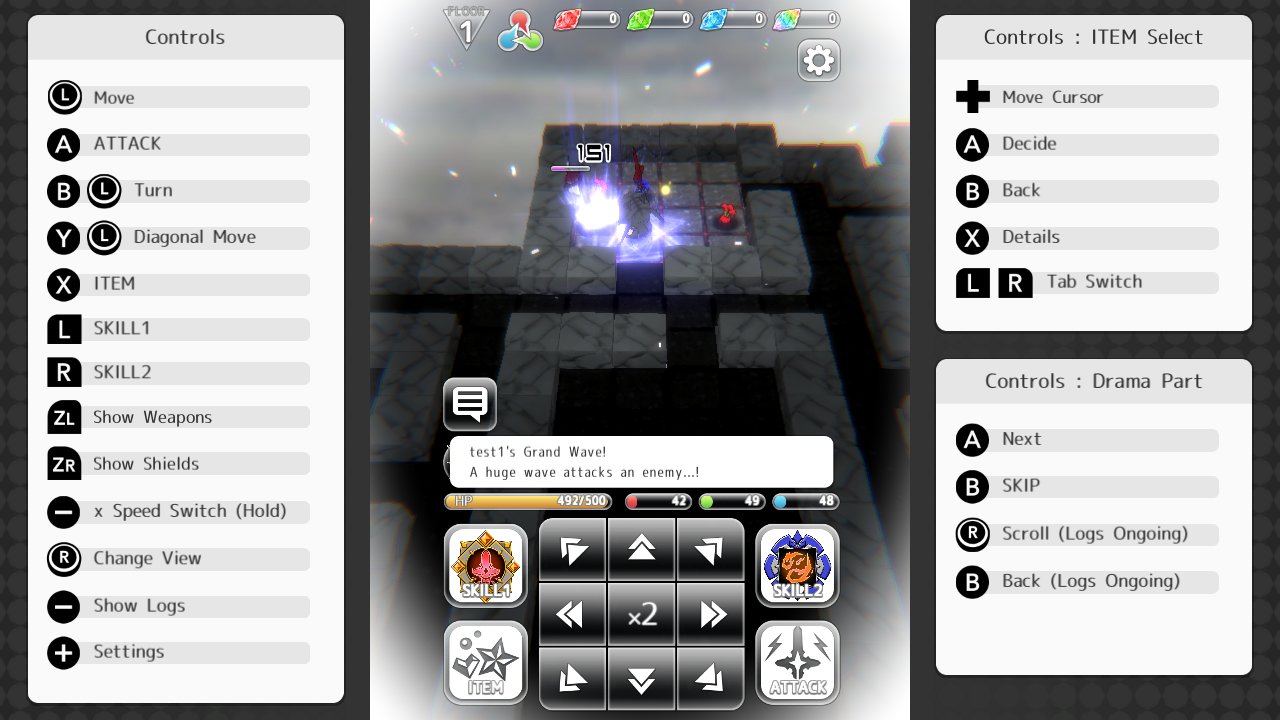 Controls
L Move
A ATTACK
B L Turn
Y L Diagonal Move
X ITEM
L SKILL1
R SKILL2
ZL Show Weapons
ZR Show Shields
x Speed Switch (Hold)
R Change View
Show Logs
Settings
FLOOR
1
0 0 0 0
151
test1's Grand Wave!
A huge wave attacks an enemy...!
HP 492/500 42 49 48
SKILL1
x2
SKILL2
ITEM
ATTACK
Controls : ITEM Select
Move Cursor
A Decide
B Back
X Details
L R Tab Switch
Controls : Drama Part
A Next
B SKIP
R Scroll (Logs Ongoing)
B Back (Logs Ongoing)